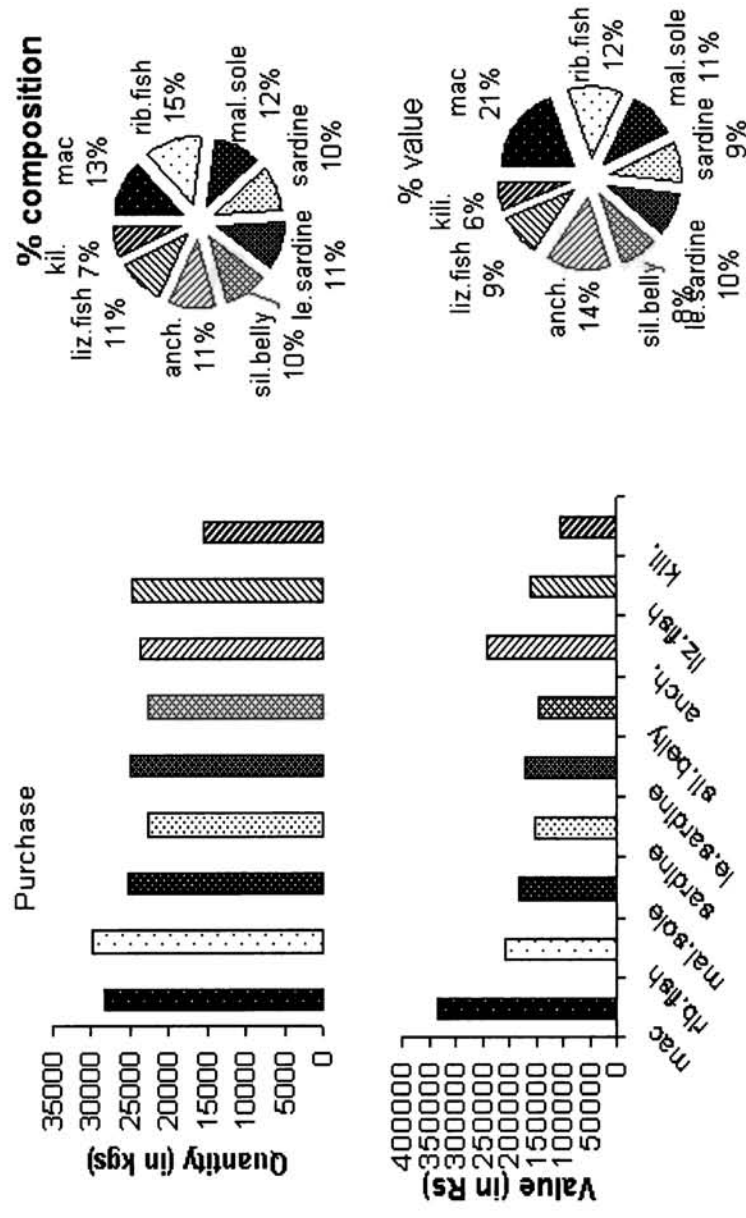 Purchase
Quantity (in kgs)
35000
30000
25000
20000
15000
10000
5000
0
% composition
mac
13%
rib.fish
15%
mal.sole
12%
sardine
10%
le.sardine
11%
sil.belly
10%
anch.
11%
liz.fish
11%
kil.
7%
Value (in Rs)
400000
350000
300000
250000
200000
150000
100000
50000
0
mac
rib.fish
mal.sole
sardine
le.sardine
sil.belly
anch.
liz.fish
kill.
% value
mac
21%
rib.fish
12%
mal.sole
11%
sardine
9%
le.sardine
10%
sil.belly
8%
anch.
14%
liz.fish
9%
kili.
6%